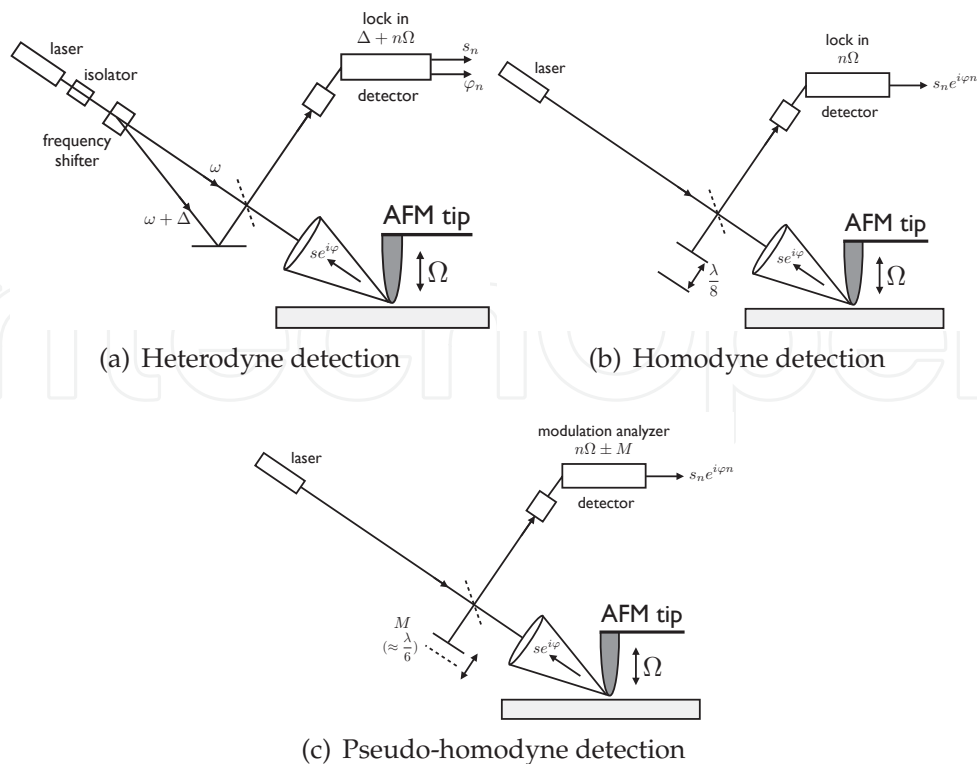 lock in
Δ + nΩ
s_n
φ_n
detector
laser
isolator
frequency
shifter
ω
ω + Δ
AFM tip
se^{iφ}
Ω
(a) Heterodyne detection
lock in
nΩ
s_n e^{iφn}
detector
laser
AFM tip
se^{iφ}
Ω
λ/8
(b) Homodyne detection
modulation analyzer
nΩ ± M
s_n e^{iφn}
detector
laser
M
(≈ λ/6)
AFM tip
se^{iφ}
Ω
(c) Pseudo-homodyne detection